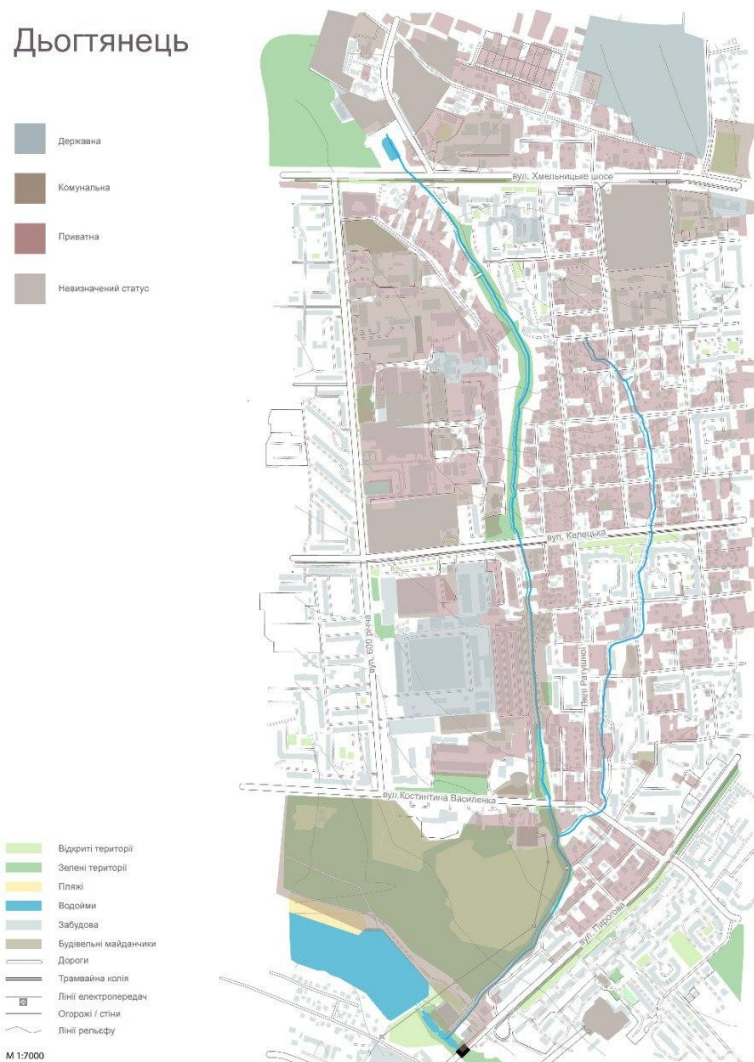 Дьогтянець
Державна
Комунальна
Приватна
Невизначений статус
вул. Хмельницьке шосе
вул. Келецька
вул. 600 річчя
Лялі Ратушної
вул.Костянтина Василенка
вул. Пирогова
Відкриті території
Зелені території
Пляжі
Водойми
Забудова
Будівельні майданчики
Дороги
Трамвайна колія
Лінії електропередач
Огорожі / стіни
Лінії рельєфу
М 1:7000